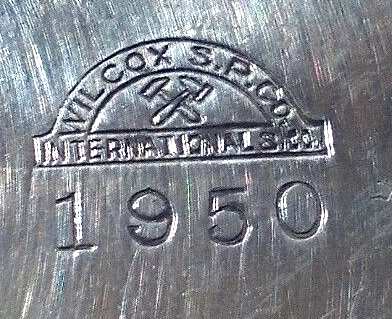 WILCOX S.P.CO.
INTERNATIONAL S.CO.
1950